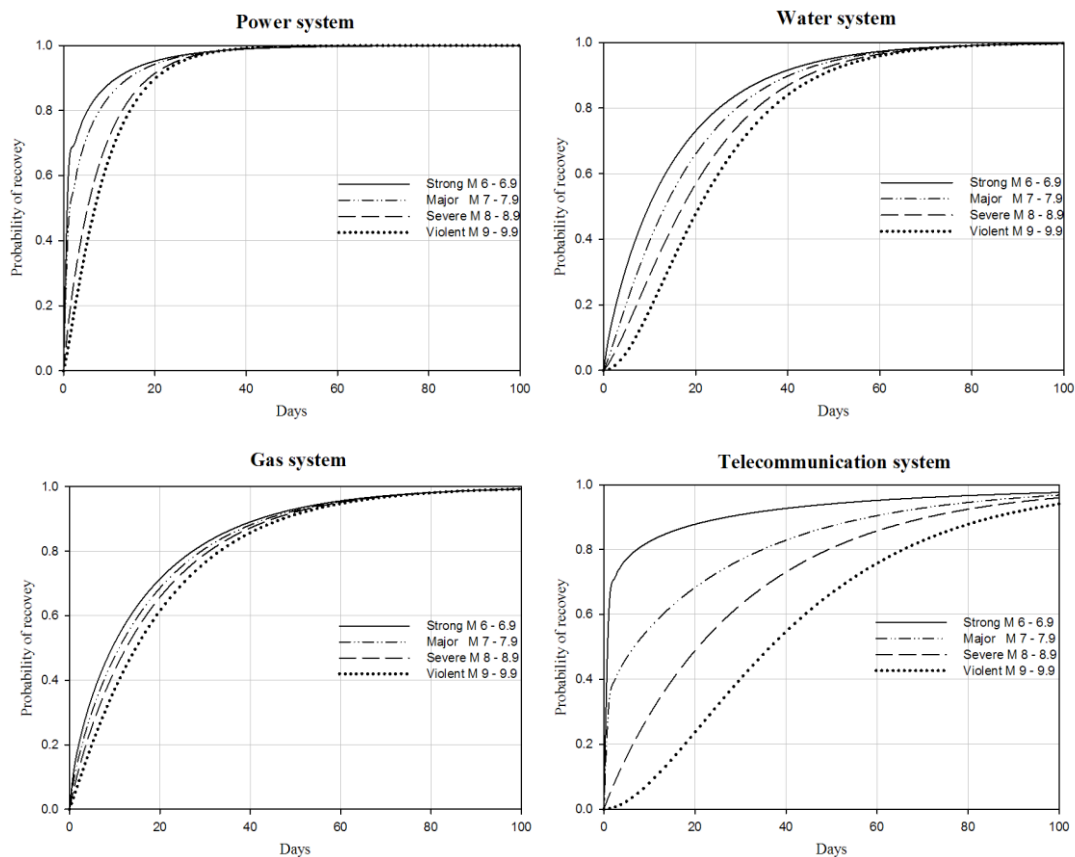 Power system
Probability of recovey
1.0
0.8
0.6
0.4
0.2
0.0
Strong M 6 - 6.9
Major M 7 - 7.9
Severe M 8 - 8.9
Violent M 9 - 9.9
0 20 40 60 80 100
Days
Water system
Probability of recovey
1.0
0.8
0.6
0.4
0.2
0.0
Strong M 6 - 6.9
Major M 7 - 7.9
Severe M 8 - 8.9
Violent M 9 - 9.9
0 20 40 60 80 100
Days
Gas system
Probability of recovey
1.0
0.8
0.6
0.4
0.2
0.0
Strong M 6 - 6.9
Major M 7 - 7.9
Severe M 8 - 8.9
Violent M 9 - 9.9
0 20 40 60 80 100
Days
Telecommunication system
Probability of recovey
1.0
0.8
0.6
0.4
0.2
0.0
Strong M 6 - 6.9
Major M 7 - 7.9
Severe M 8 - 8.9
Violent M 9 - 9.9
0 20 40 60 80 100
Days